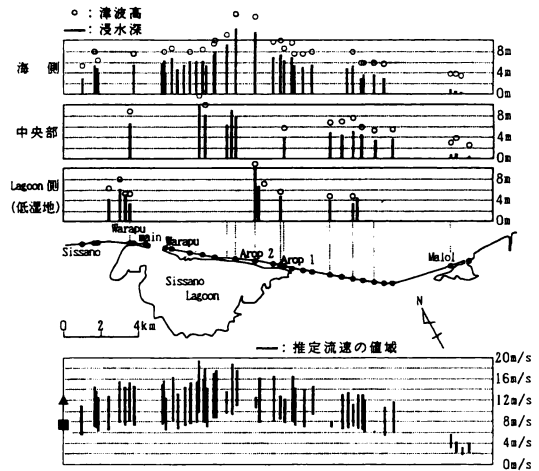 ○ : 津波高
― : 浸水深
海 側
8m
4m
0m
中央部
8m
4m
0m
Lagoon 側
(低湿地)
8m
4m
0m
Warapu
main
Warapu
Sissano
Arop 2
Arop 1
Malol
Sissano
Lagoon
0 2 4km
N
― : 推定流速の値域
20m/s
16m/s
12m/s
8m/s
4m/s
0m/s